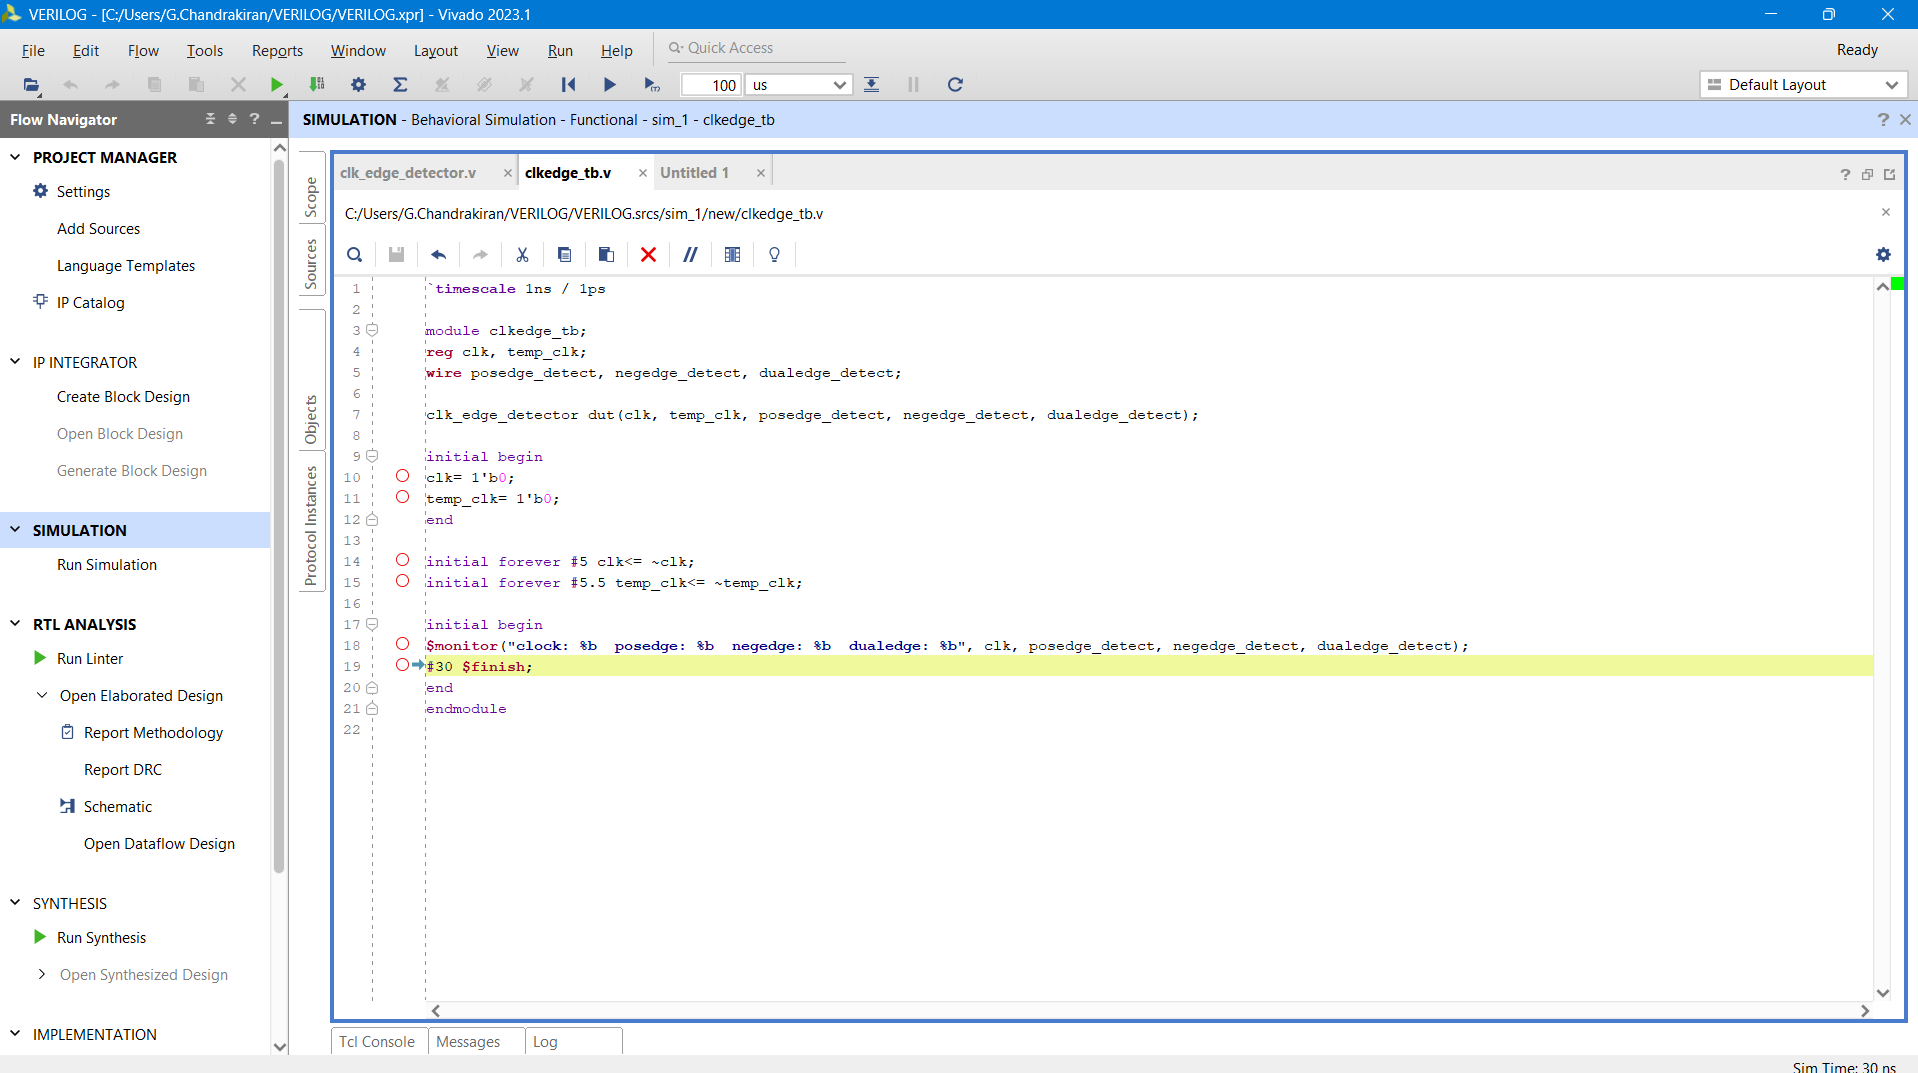 VERILOG - [C:/Users/G.Chandrakiran/VERILOG/VERILOG.xpr] - Vivado 2023.1
File Edit Flow Tools Reports Window Layout View Run Help Quick Access Ready
100 us Default Layout
Flow Navigator
SIMULATION - Behavioral Simulation - Functional - sim_1 - clkedge_tb
PROJECT MANAGER
Settings
Add Sources
Language Templates
IP Catalog
IP INTEGRATOR
Create Block Design
Open Block Design
Generate Block Design
SIMULATION
Run Simulation
RTL ANALYSIS
Run Linter
Open Elaborated Design
Report Methodology
Report DRC
Schematic
Open Dataflow Design
SYNTHESIS
Run Synthesis
Open Synthesized Design
IMPLEMENTATION
Scope
Sources
Objects
Protocol Instances
clk_edge_detector.v clkedge_tb.v Untitled 1
C:/Users/G.Chandrakiran/VERILOG/VERILOG.srcs/sim_1/new/clkedge_tb.v
1 `timescale 1ns / 1ps
2
3 module clkedge_tb;
4 reg clk, temp_clk;
5 wire posedge_detect, negedge_detect, dualedge_detect;
6
7 clk_edge_detector dut(clk, temp_clk, posedge_detect, negedge_detect, dualedge_detect);
8
9 initial begin
10 clk= 1'b0;
11 temp_clk= 1'b0;
12 end
13
14 initial forever #5 clk<= ~clk;
15 initial forever #5.5 temp_clk<= ~temp_clk;
16
17 initial begin
18 $monitor("clock: %b  posedge: %b  negedge: %b  dualedge: %b", clk, posedge_detect, negedge_detect, dualedge_detect);
19 #30 $finish;
20 end
21 endmodule
22
Tcl Console Messages Log
Sim Time: 30 ns